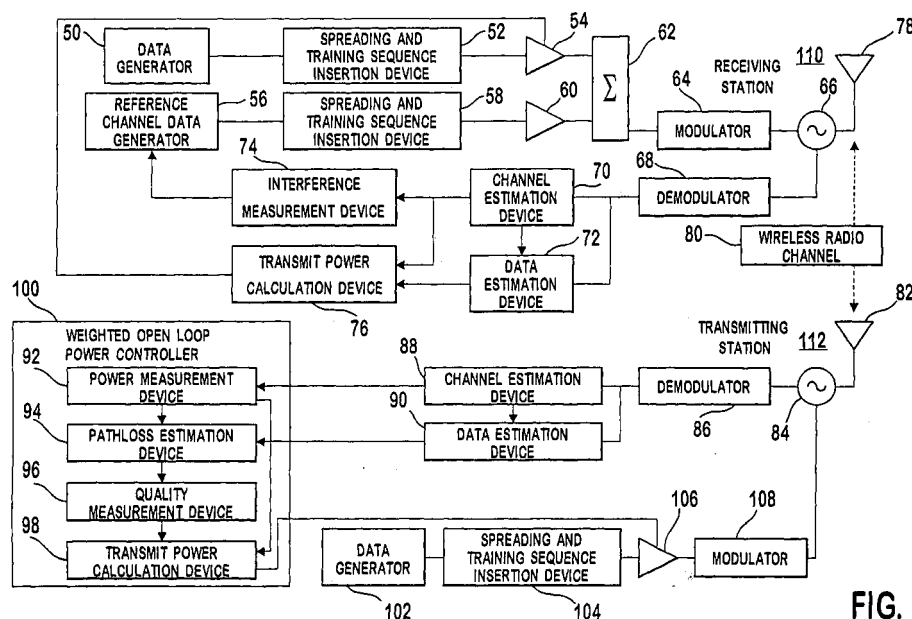 50
DATA
GENERATOR
52
SPREADING AND
TRAINING SEQUENCE
INSERTION DEVICE
54
62
Σ
78
110
RECEIVING
STATION
66
64
MODULATOR
REFERENCE
CHANNEL DATA
GENERATOR
56
SPREADING AND
TRAINING SEQUENCE
INSERTION DEVICE
58
60
74
INTERFERENCE
MEASUREMENT DEVICE
CHANNEL
ESTIMATION
DEVICE
70
68
DEMODULATOR
72
DATA
ESTIMATION
DEVICE
TRANSMIT POWER
CALCULATION DEVICE
76
80
WIRELESS RADIO
CHANNEL
82
TRANSMITTING
STATION
112
100
WEIGHTED OPEN LOOP
POWER CONTROLLER
92
POWER MEASUREMENT
DEVICE
94
PATHLOSS ESTIMATION
DEVICE
96
QUALITY
MEASUREMENT DEVICE
98
TRANSMIT POWER
CALCULATION DEVICE
88
CHANNEL ESTIMATION
DEVICE
90
DATA ESTIMATION
DEVICE
DEMODULATOR
86
84
106
108
DATA
GENERATOR
102
SPREADING AND
TRAINING SEQUENCE
INSERTION DEVICE
104
MODULATOR
FIG.